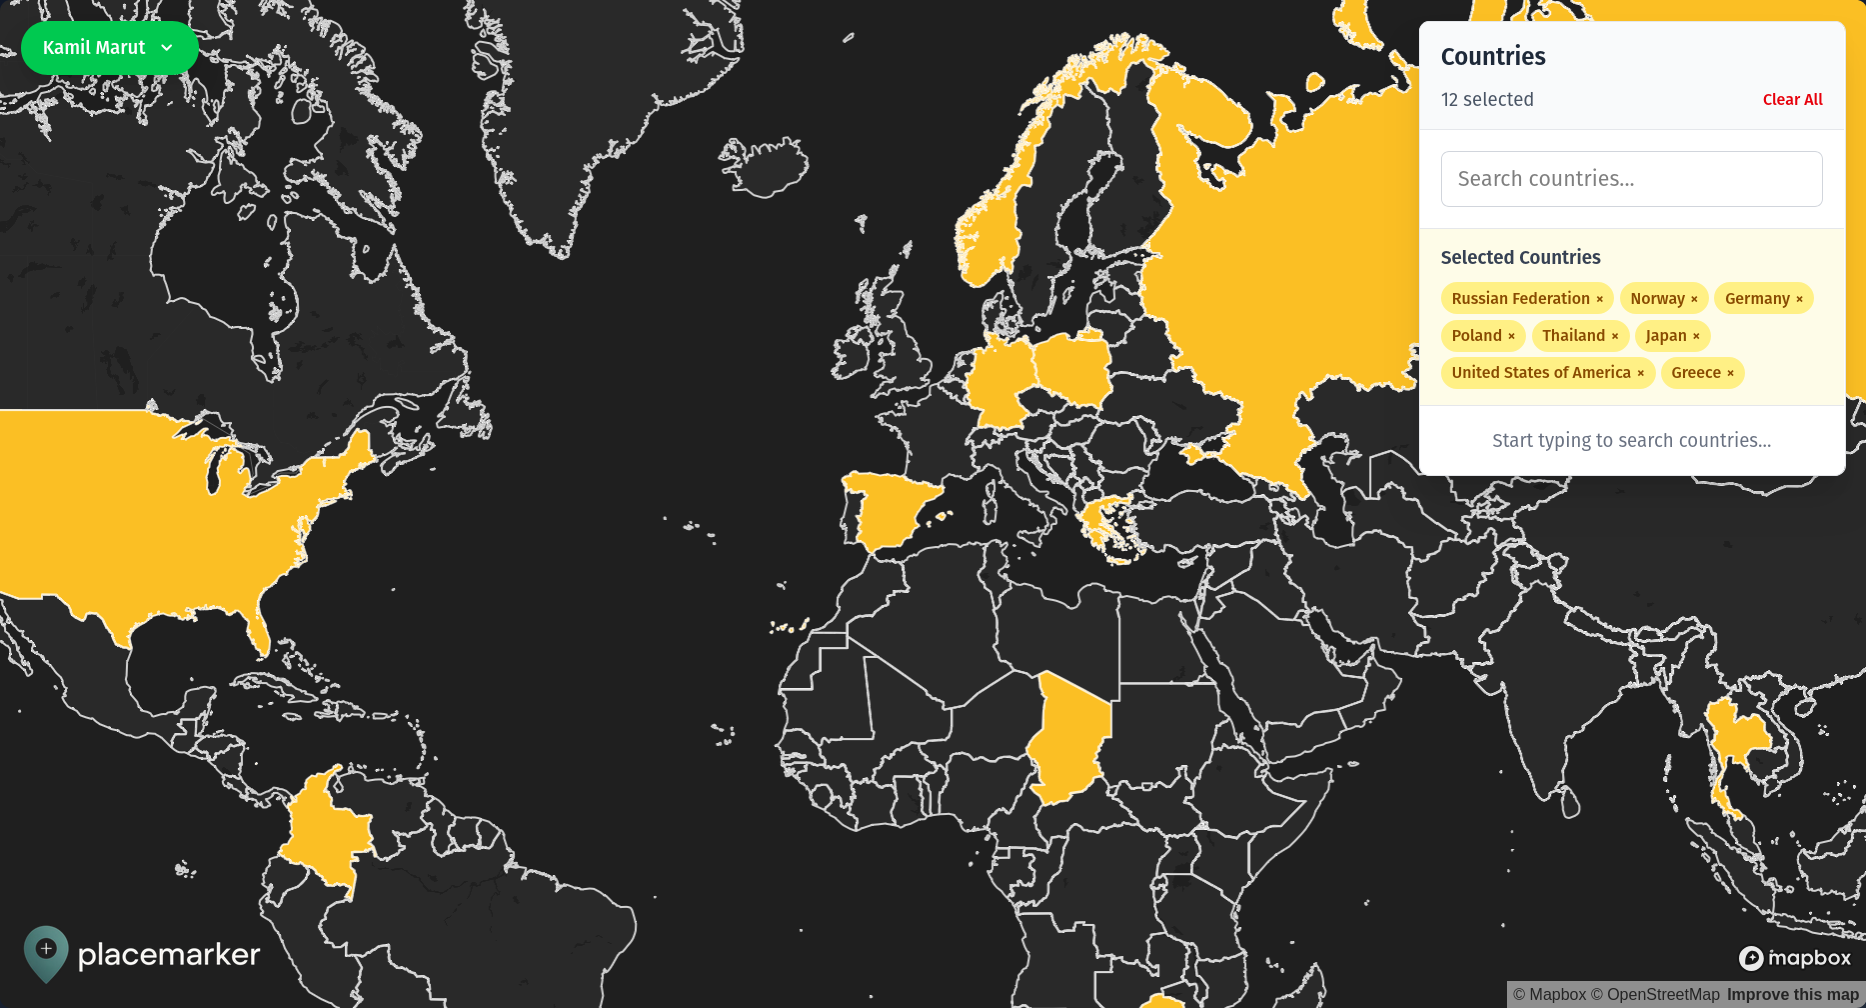 Kamil Marut
Countries
12 selected
Clear All
Search countries...
Selected Countries
Russian Federation × Norway × Germany ×
Poland × Thailand × Japan ×
United States of America × Greece ×
Start typing to search countries...
placemarker
mapbox
© Mapbox © OpenStreetMap Improve this map